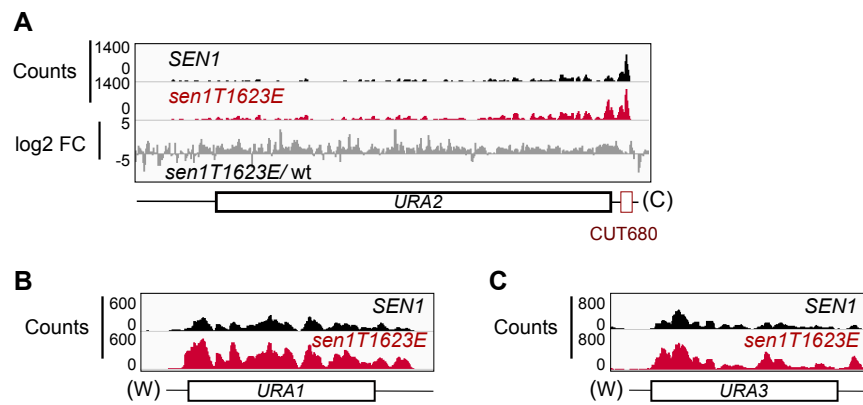 A
Counts
1400
0
1400
0
SEN1
sen1T1623E
log2 FC
5
-5
sen1T1623E/ wt
URA2
(C)
CUT680
B
Counts
600
0
600
0
SEN1
sen1T1623E
(W)
URA1
C
Counts
800
0
800
0
SEN1
sen1T1623E
(W)
URA3